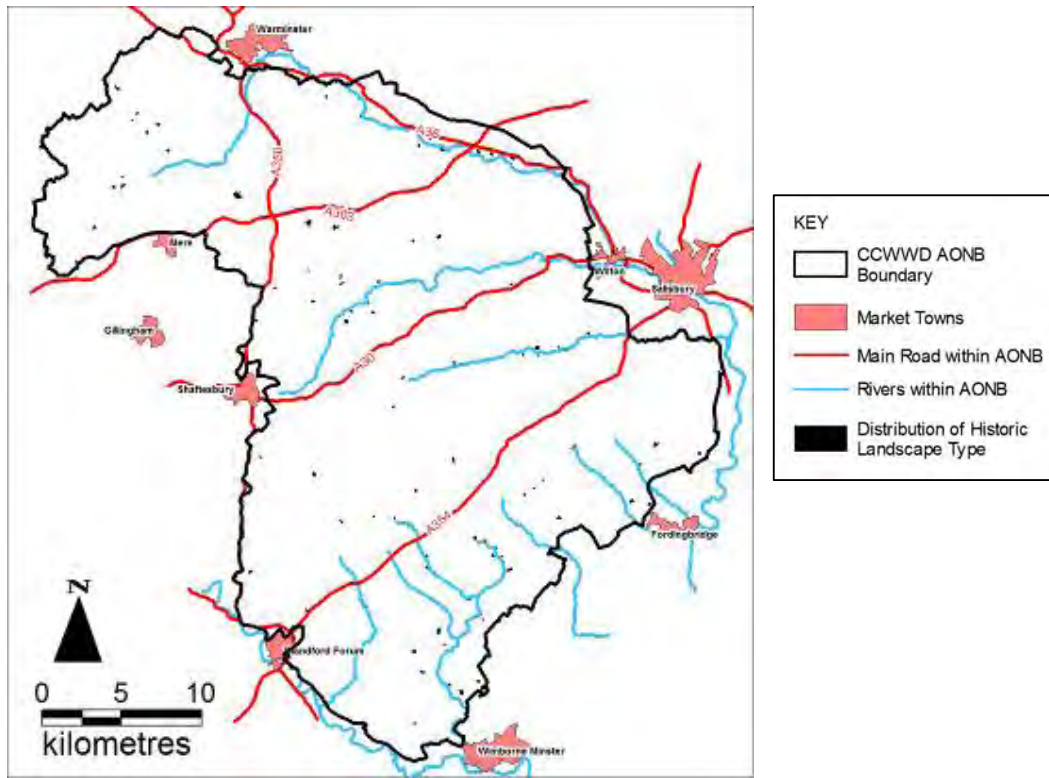 Warminster
A36
A350
A303
Mere
Wilton
Salisbury
Gillingham
A30
Shaftesbury
A354
Fordingbridge
N
Blandford Forum
0 5 10
kilometres
Wimborne Minster
KEY
CCWWD AONB
Boundary
Market Towns
Main Road within AONB
Rivers within AONB
Distribution of Historic
Landscape Type